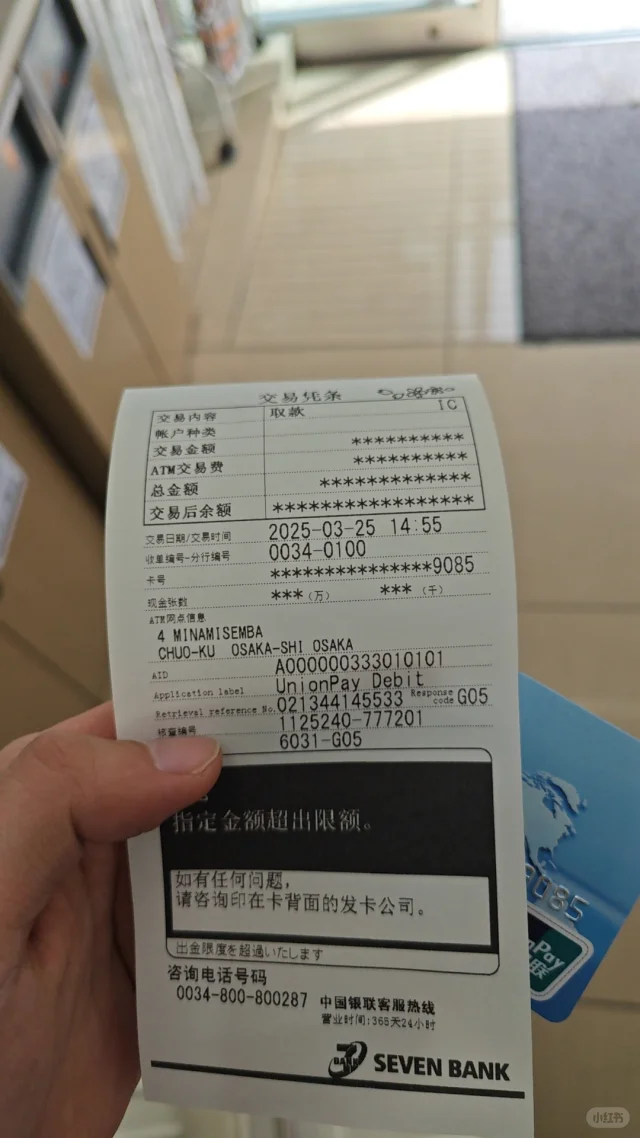 交易凭条
交易内容 取款 IC
帐户种类
交易金额 **********
ATM交易费 **********
总金额 *************
交易后余额 *****************
交易日期/交易时间 2025-03-25 14:55
收单编号-分行编号 0034-0100
卡号 ***************9085
现金张数 ***(万) ***(千)
ATM网点信息
4 MINAMISEMBA
CHUO-KU OSAKA-SHI OSAKA
AID A000000333010101
Application label UnionPay Debit
Retrieval reference No. 021344145533 Response code G05
1125240-777201
6031-G05
指定金额超出限额。
如有任何问题,
请咨询印在卡背面的发卡公司。
出金限度を超過いたします
咨询电话号码
0034-800-800287 中国银联客服热线
营业时间:365天24小时
7 BANK SEVEN BANK
9085
nPay
联
小红书